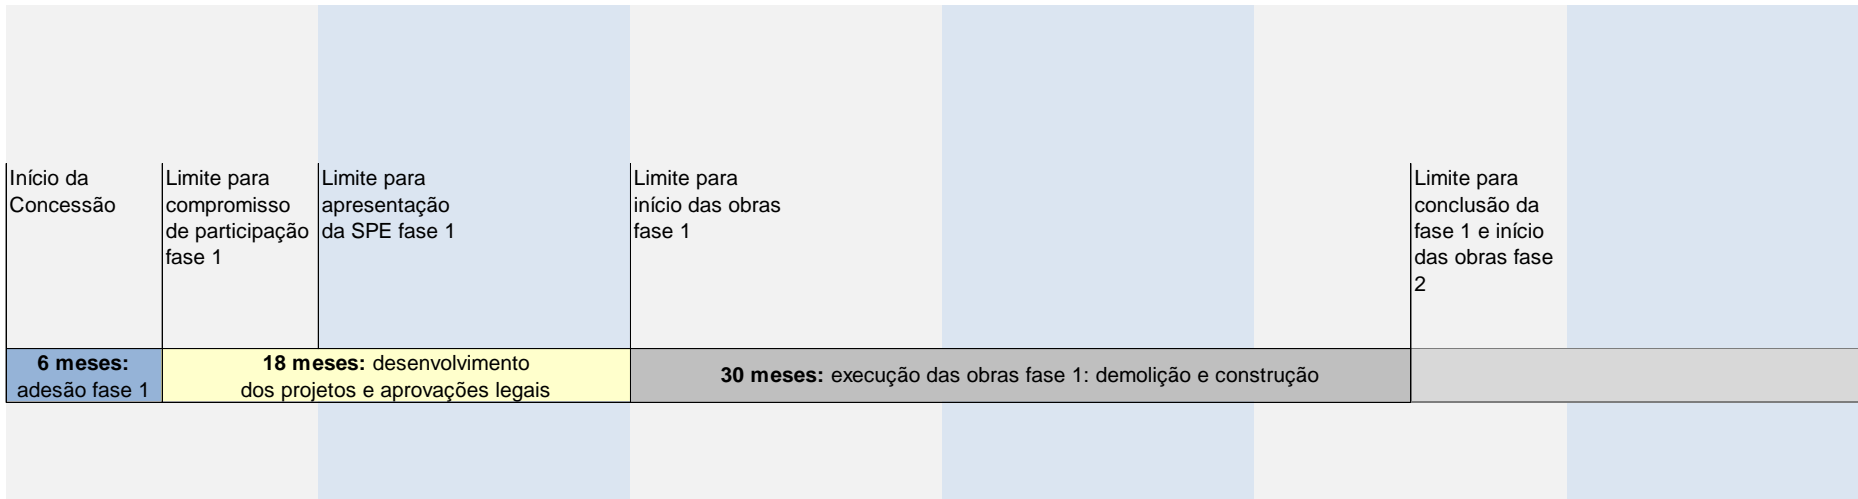 Início da
Concessão
Limite para
compromisso
de participação
fase 1
Limite para
apresentação
da SPE fase 1
Limite para
início das obras
fase 1
Limite para
conclusão da
fase 1 e início
das obras fase
2
6 meses:
adesão fase 1
18 meses: desenvolvimento
dos projetos e aprovações legais
30 meses: execução das obras fase 1: demolição e construção